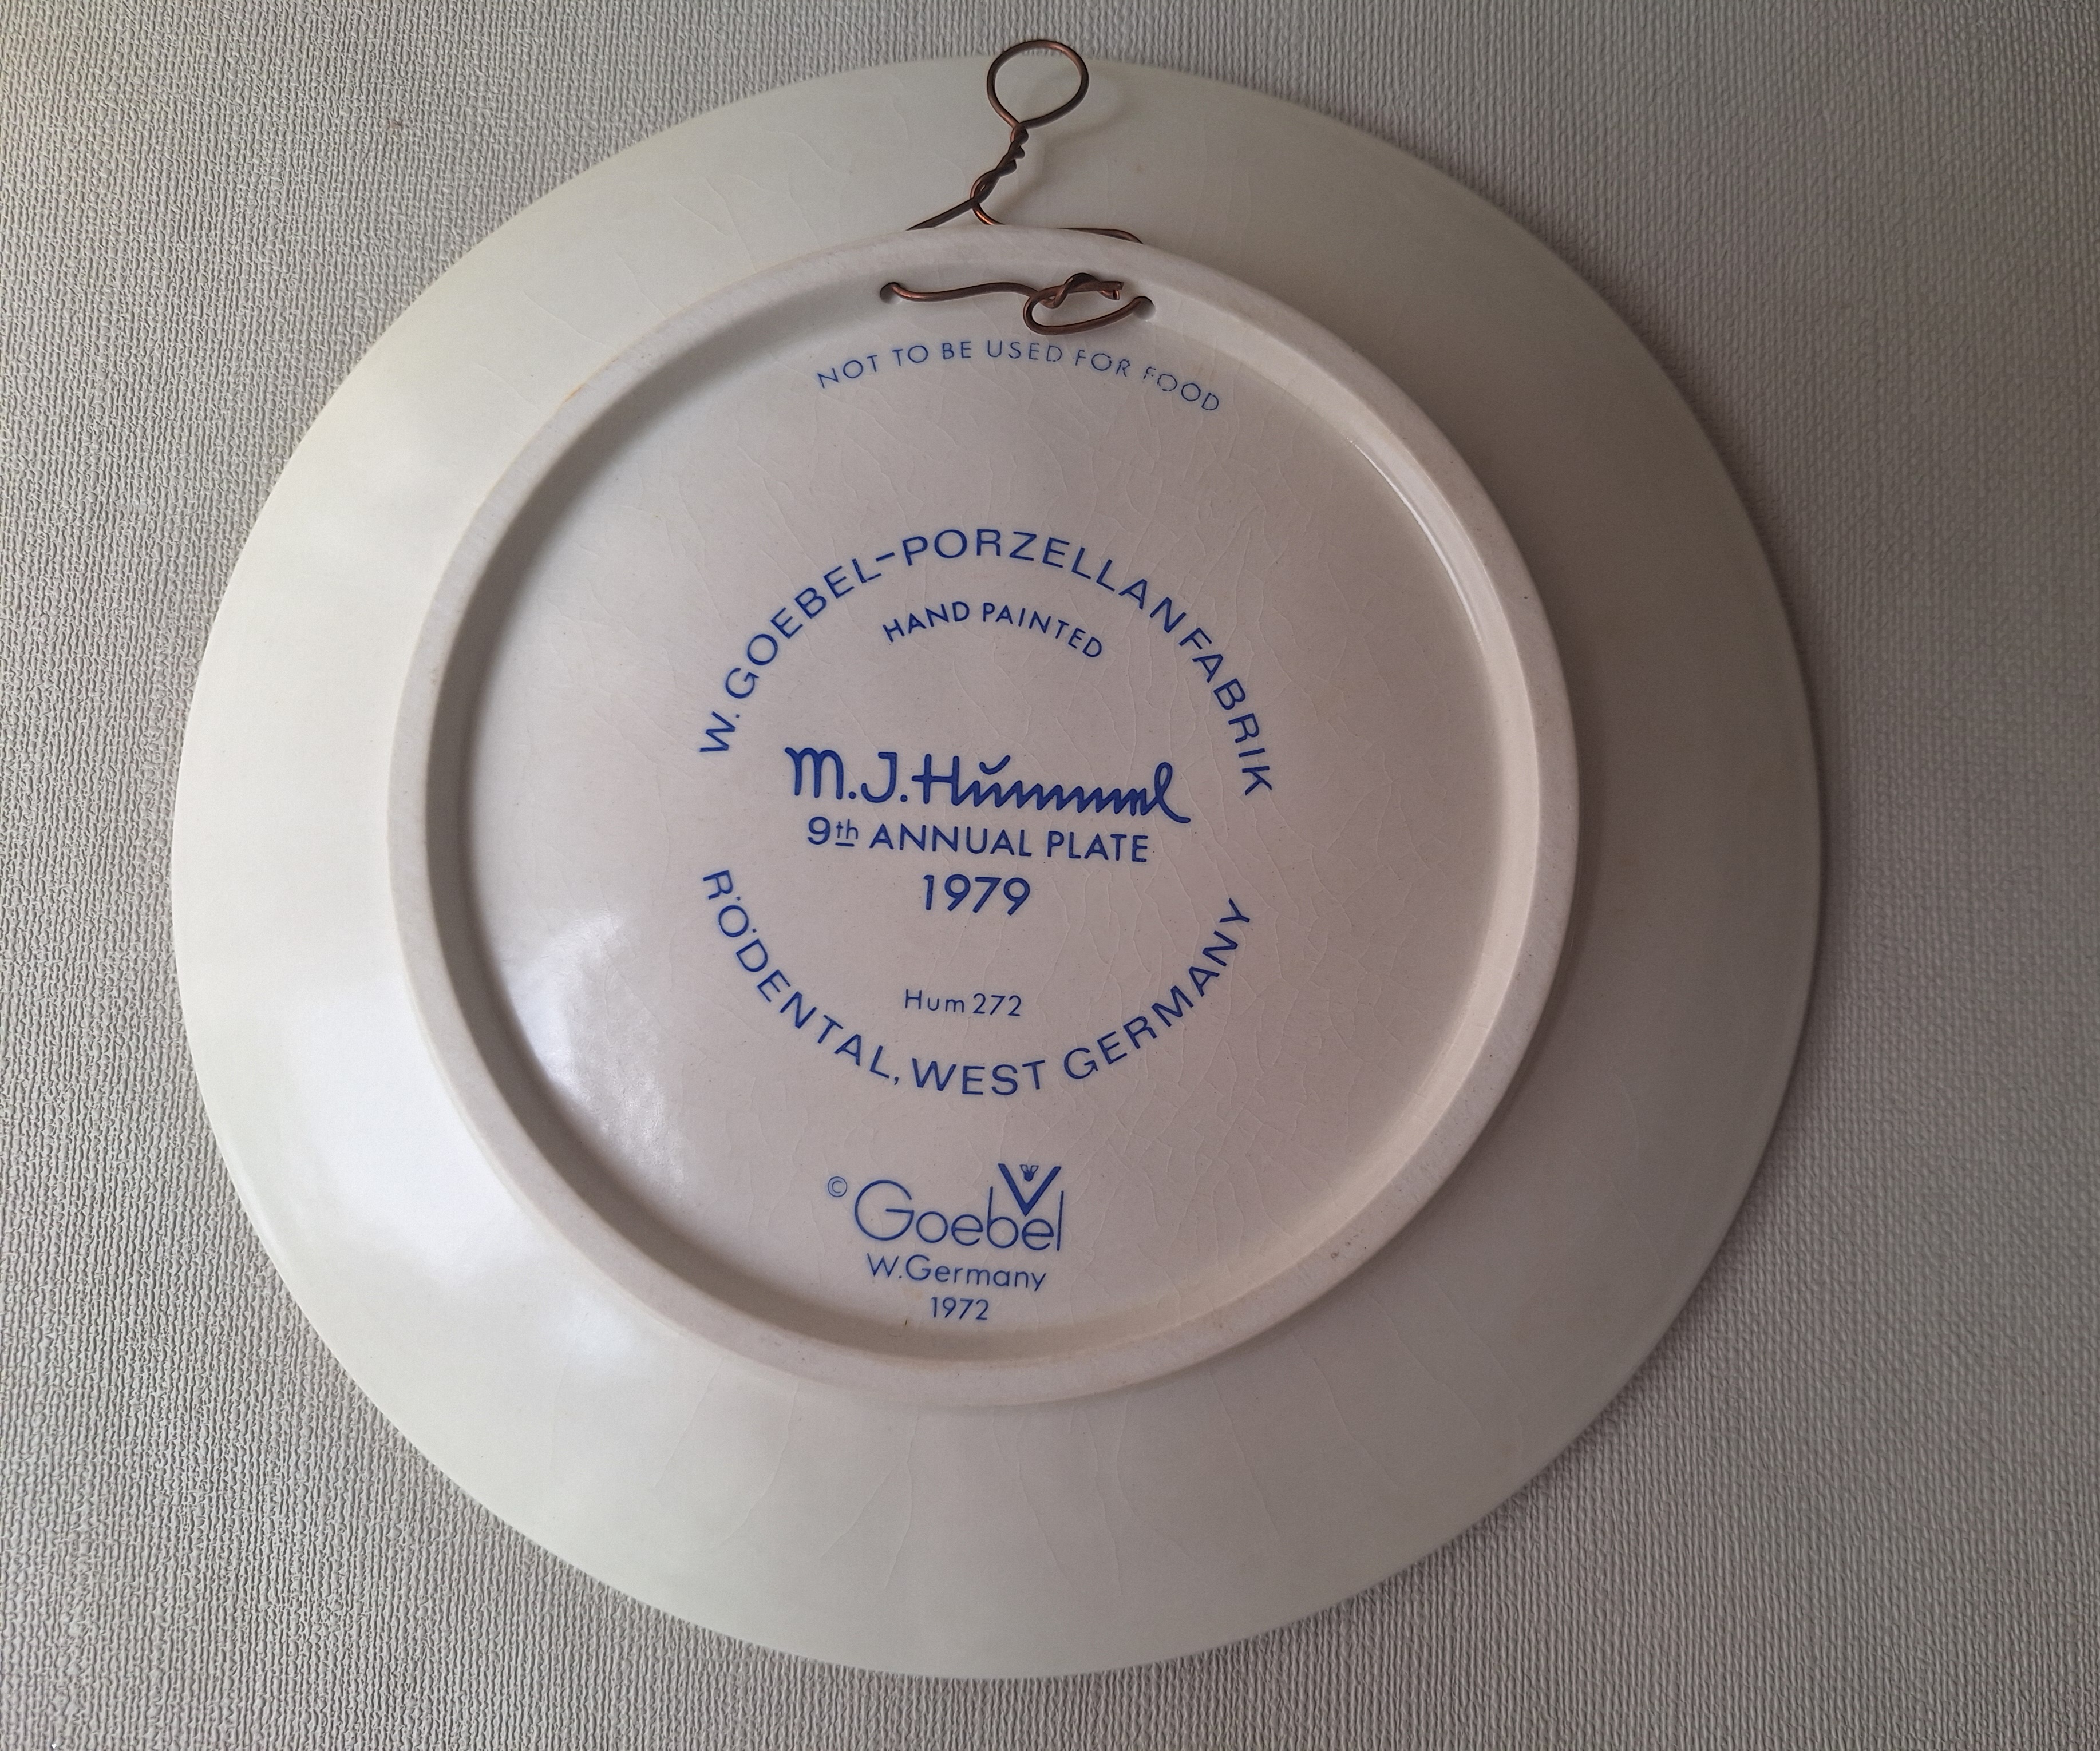 NOT TO BE USED FOR FOOD
W. GOEBEL-PORZELLANFABRIK
HAND PAINTED
M.J.Hummel
9th ANNUAL PLATE
1979
Hum 272
RÖDENTAL, WEST GERMANY
© Goebel
W.Germany
1972